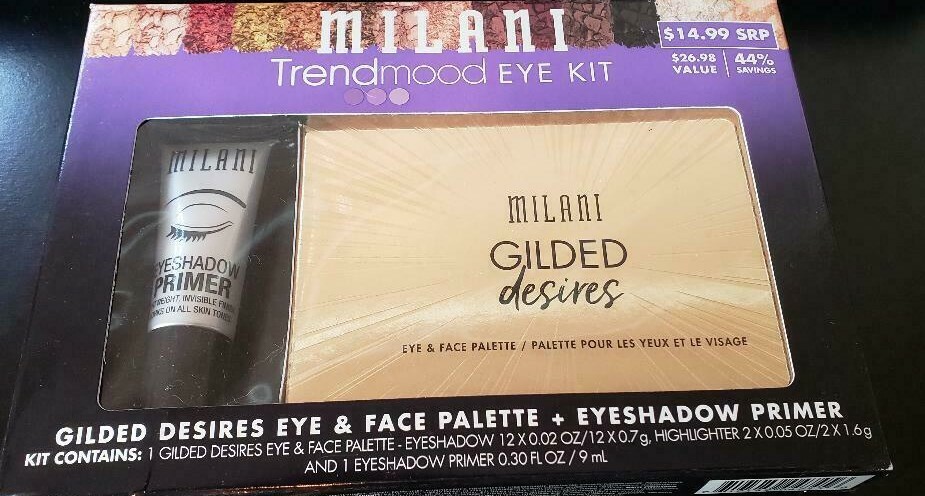 MILANI
Trendmood EYE KIT
$14.99 SRP
$26.98 VALUE
44% SAVINGS
MILANI
EYESHADOW
PRIMER
INVISIBLE
ON ALL SKIN
MILANI
GILDED
desires
EYE & FACE PALETTE / PALETTE POUR LES YEUX ET LE VISAGE
GILDED DESIRES EYE & FACE PALETTE + EYESHADOW PRIMER
KIT CONTAINS: 1 GILDED DESIRES EYE & FACE PALETTE - EYESHADOW 12 X 0.02 OZ/12 X 0.7g, HIGHLIGHTER 2 X 0.05 OZ/2 X 1.6g
AND 1 EYESHADOW PRIMER 0.30 FL OZ / 9 mL